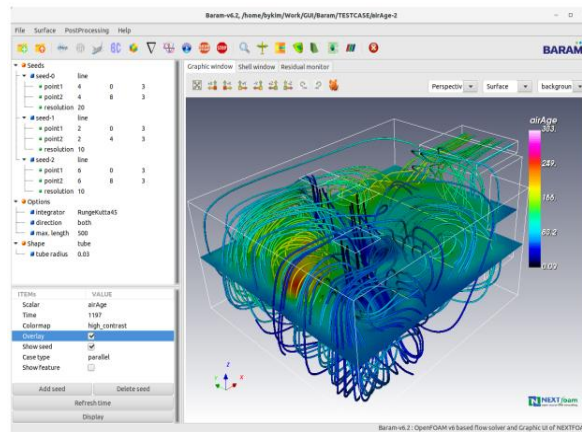 Baram-v6.2, /home/bykim/Work/GUI/Baram/TESTCASE/airAge-2
File Surface PostProcessing Help
BARAM
Graphic window Shell window Residual monitor
Perspectiv Surface backgroun
Seeds
seed-0 line
point1 4 0 3
point2 4 8 3
resolution 20
seed-1 line
point1 2 0 3
point2 2 4 3
resolution 10
seed-2 line
point1 6 0 3
point2 6 8 3
resolution 10
Options
integrator RungeKutta45
direction both
max. length 500
Shape tube
tube radius 0.03
ITEMs VALUE
Scalar airAge
Time 1197
Colormap high_contrast
Overlay
Show seed
Case type parallel
Show feature
Add seed Delete seed
Refresh time
Display
airAge
249.
0.00
Z
Y
X
NEXTfoam
Baram-v6.2 : OpenFOAM v6 based flow solver and Graphic UI of NEXTFOA